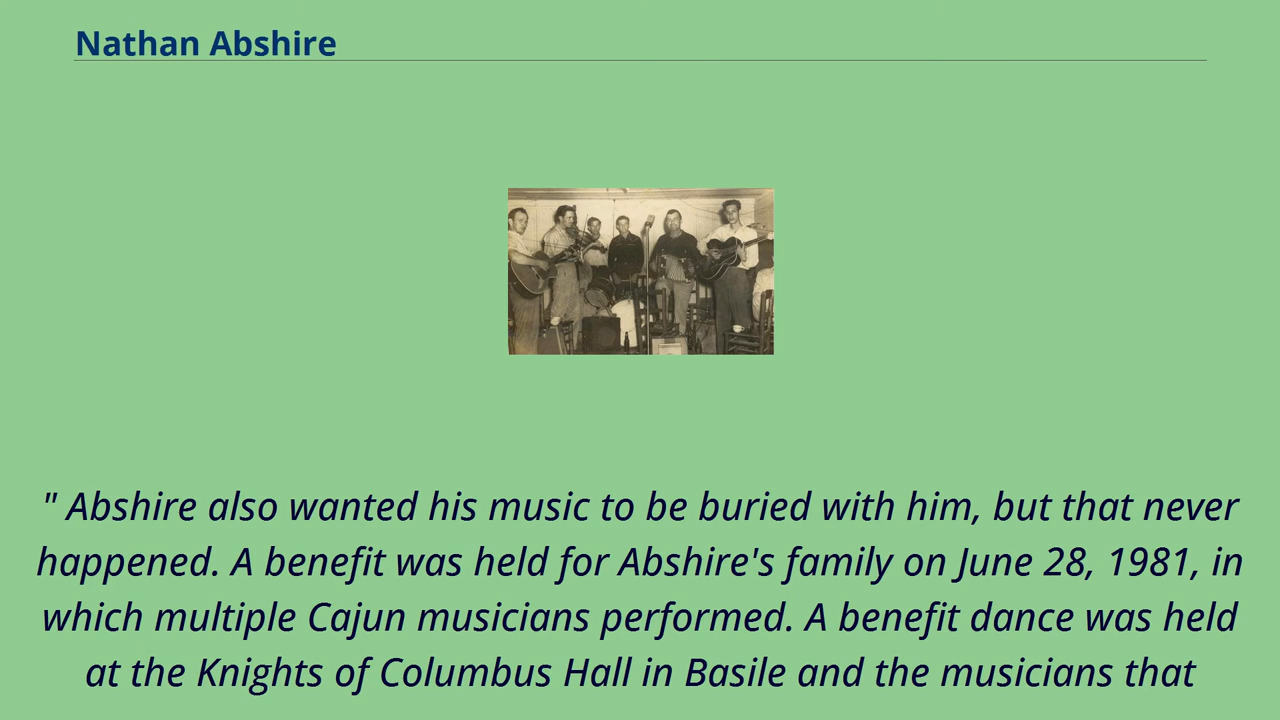 Nathan Abshire
" Abshire also wanted his music to be buried with him, but that never
happened. A benefit was held for Abshire's family on June 28, 1981, in
which multiple Cajun musicians performed. A benefit dance was held
at the Knights of Columbus Hall in Basile and the musicians that